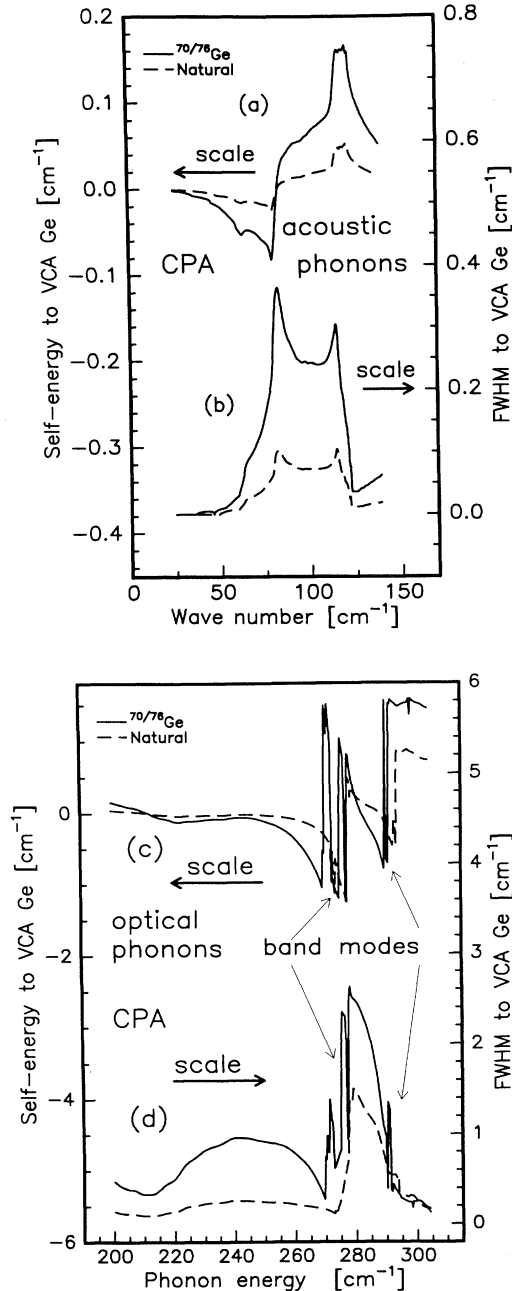 0.2
0.1
0.0
−0.1
−0.2
−0.3
−0.4
Self−energy to VCA Ge [cm⁻¹]
⁷⁰/⁷⁶Ge
Natural
(a)
scale
CPA
acoustic
phonons
scale
(b)
0.8
0.6
0.4
0.2
0.0
FWHM to VCA Ge [cm⁻¹]
0
50
100
150
Wave number [cm⁻¹]
0
−2
−4
−6
Self−energy to VCA Ge [cm⁻¹]
⁷⁰/⁷⁶Ge
Natural
(c)
scale
optical
phonons
band modes
CPA
scale
(d)
6
5
4
3
2
1
0
FWHM to VCA Ge [cm⁻¹]
200
220
240
260
280
300
Phonon energy [cm⁻¹]